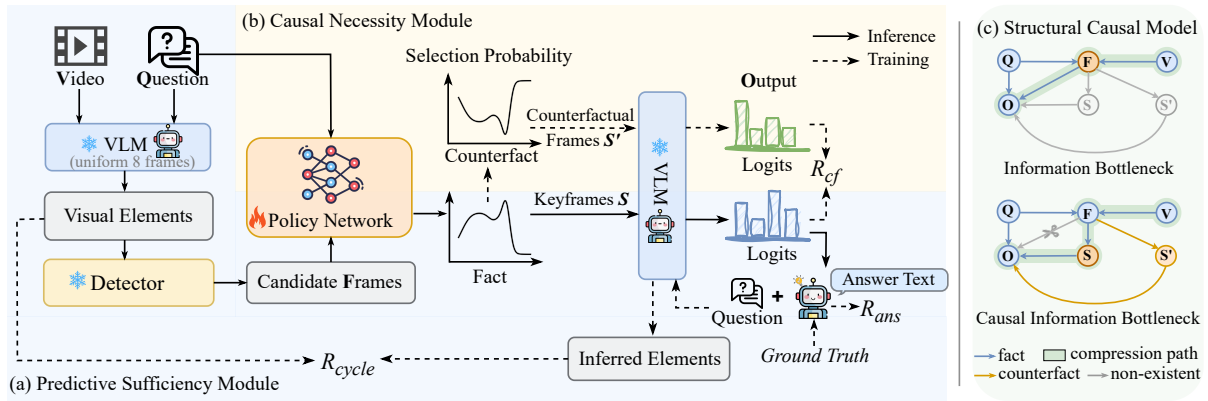 (b) Causal Necessity Module
Video
Question
VLM
(uniform 8 frames)
Visual Elements
Detector
Candidate Frames
Policy Network
Selection Probability
Counterfact
Fact
Counterfactual
Frames S'
Keyframes S
VLM
Inference
Training
Output
Logits
R_cf
Logits
Answer Text
Question
+
R_ans
Ground Truth
Inferred Elements
R_cycle
(a) Predictive Sufficiency Module
(c) Structural Causal Model
Q
F
V
O
S
S'
Information Bottleneck
Q
F
V
O
S
S'
Causal Information Bottleneck
fact
compression path
counterfact
non-existent